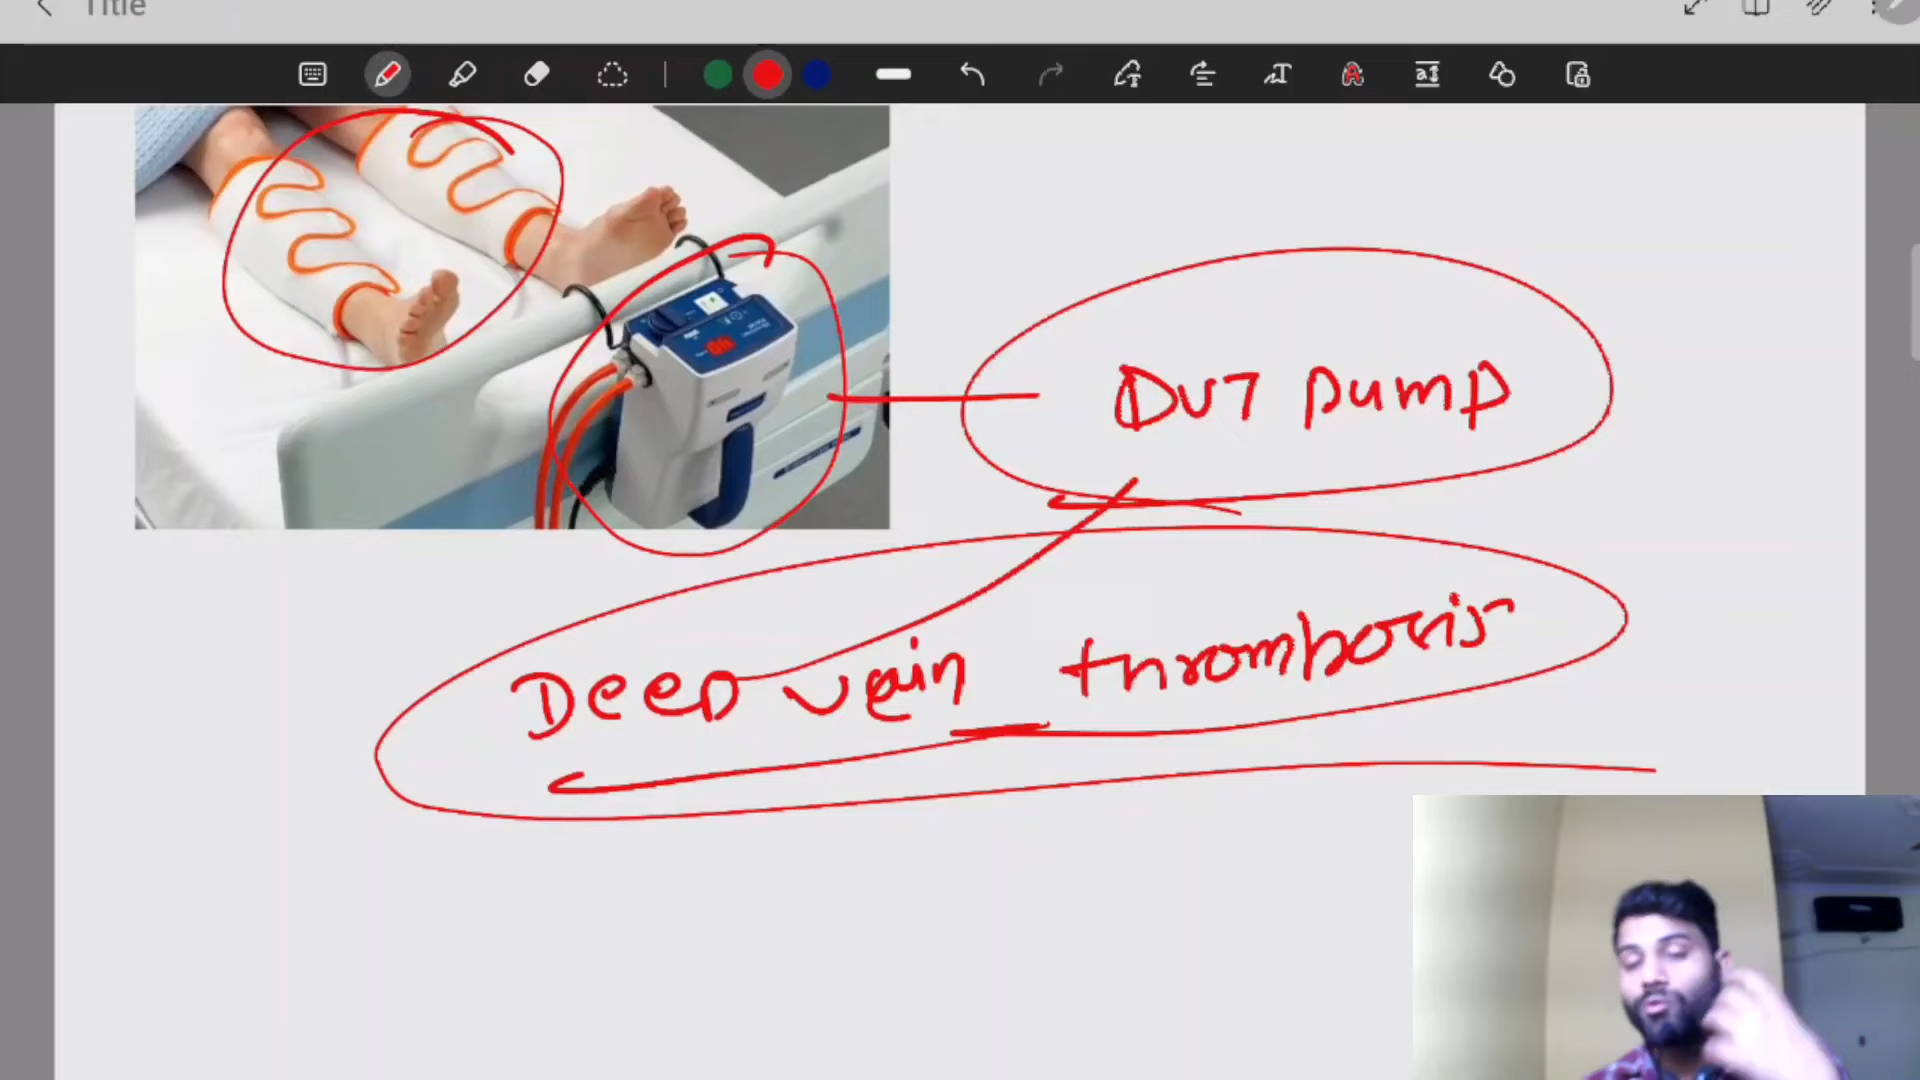 Title
DVT pump
Deep vein thrombosis